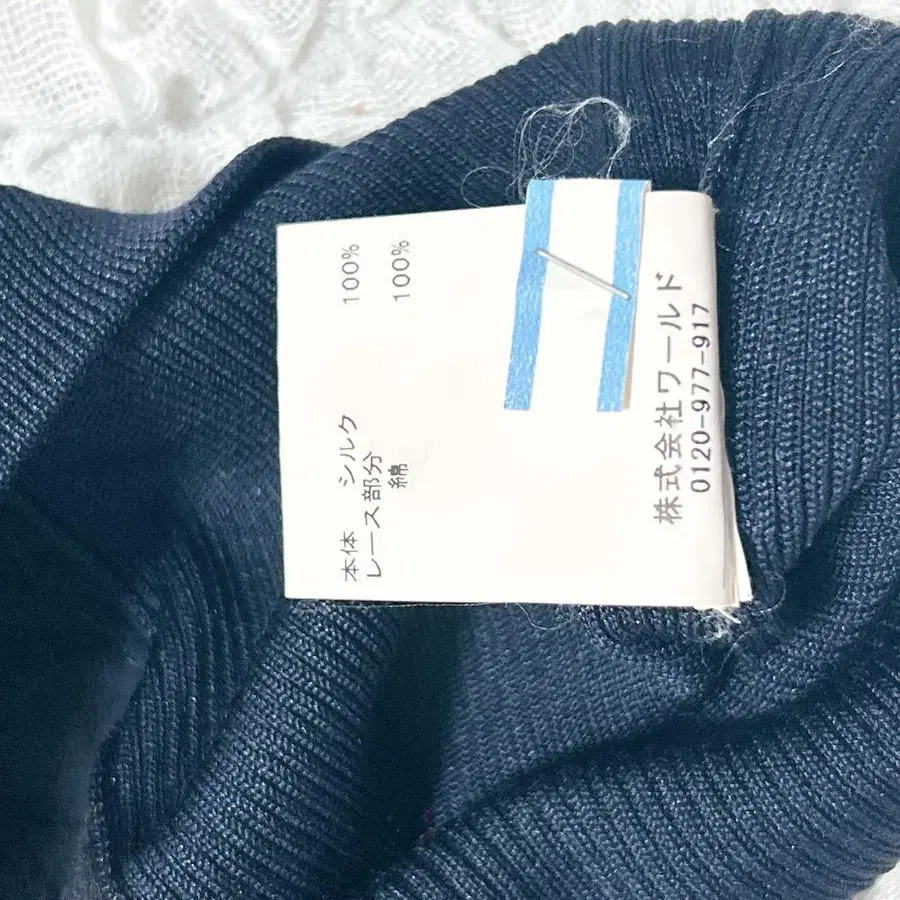 本体 シルク 100%
レース部分
綿 100%
株式会社ワールド
0120-977-917